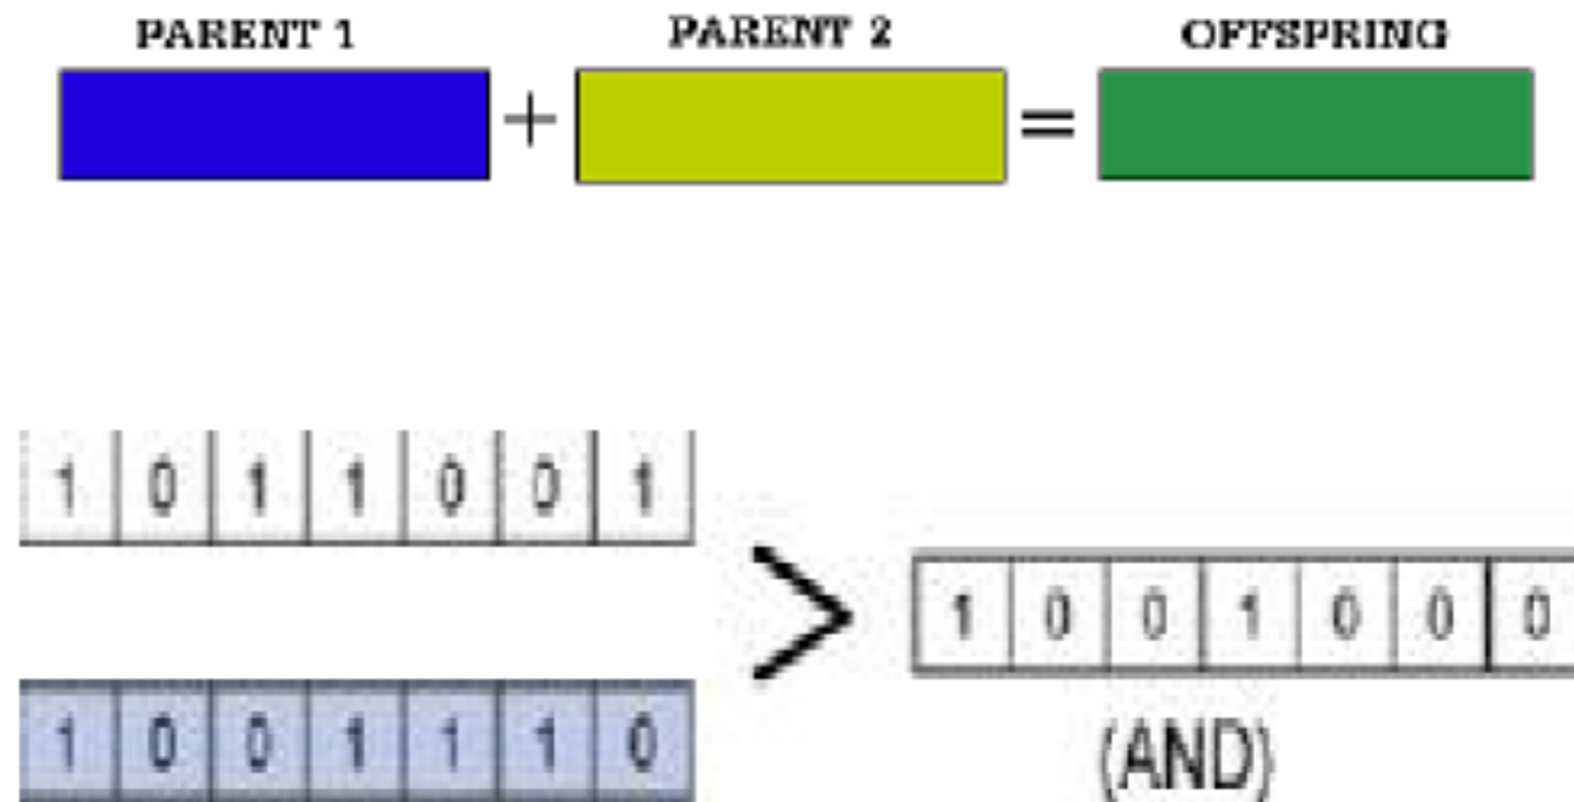 PARENT 1 PARENT 2 OFFSPRING
+ =
1 0 1 1 0 0 1
> 1 0 0 1 0 0 0
1 0 0 1 1 1 0
(AND)